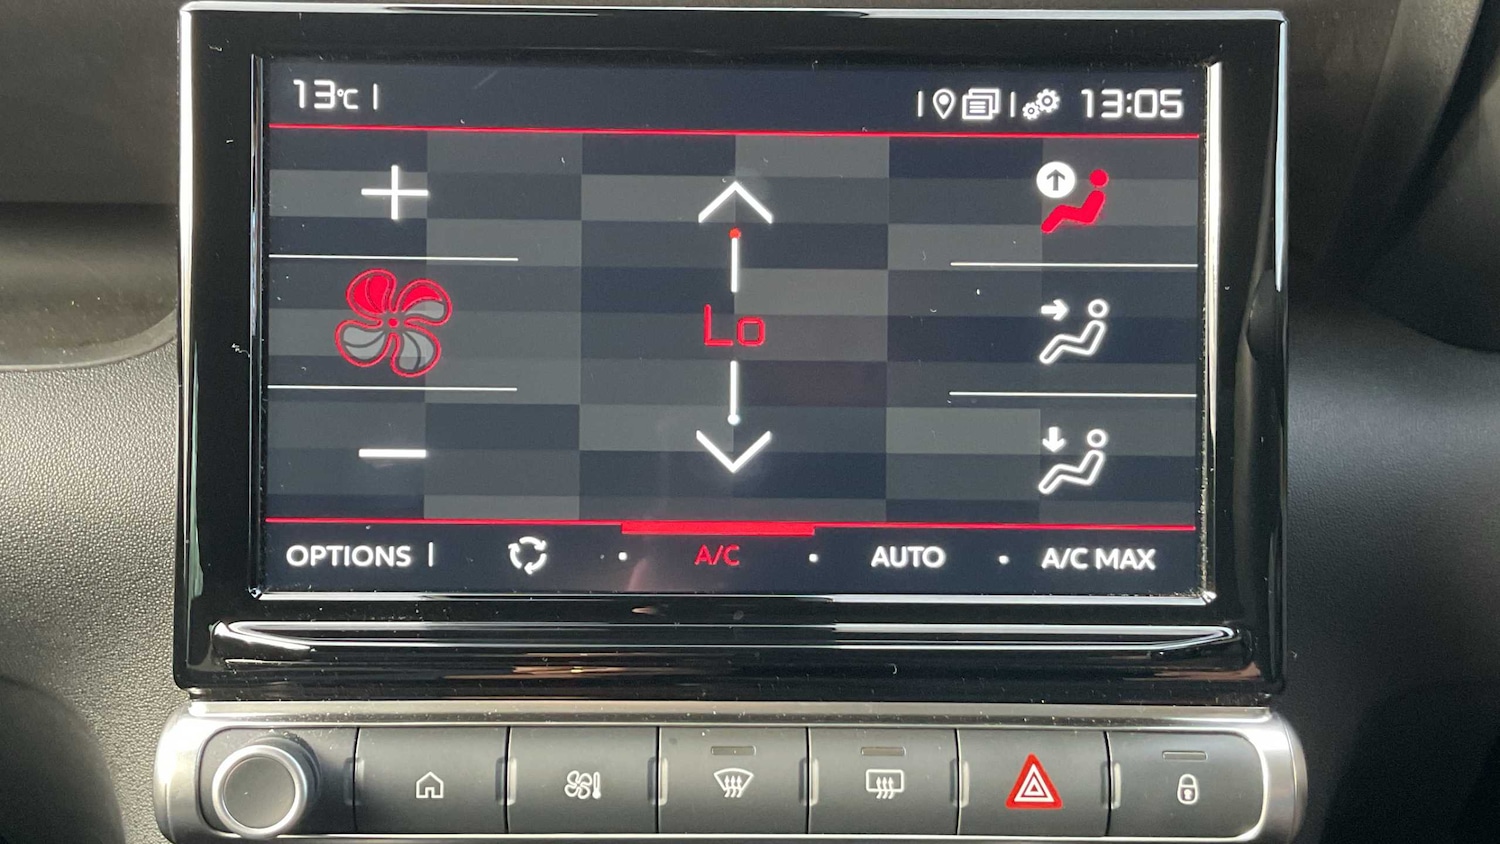 13°C
13:05
Lo
OPTIONS
A/C
AUTO
A/C MAX